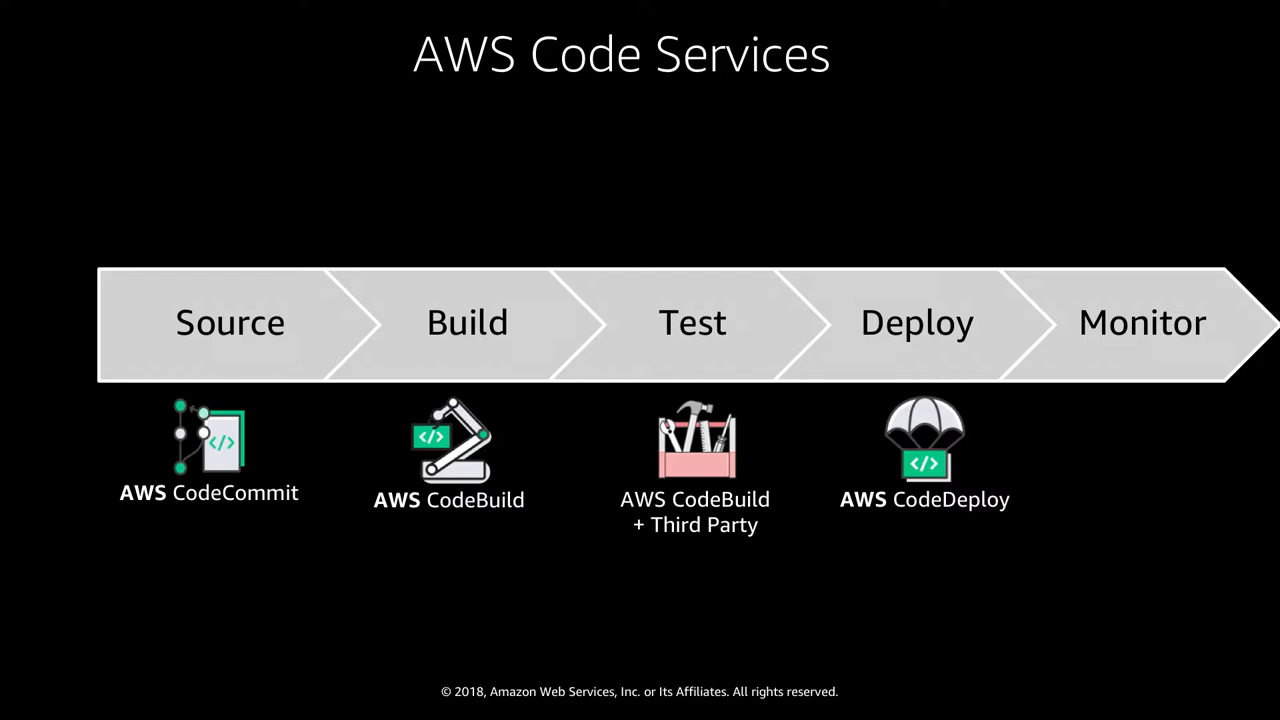 AWS Code Services
Source
Build
Test
Deploy
Monitor
</>
</>
</>
AWS CodeCommit
AWS CodeBuild
AWS CodeBuild
+ Third Party
AWS CodeDeploy
© 2018, Amazon Web Services, Inc. or Its Affiliates. All rights reserved.